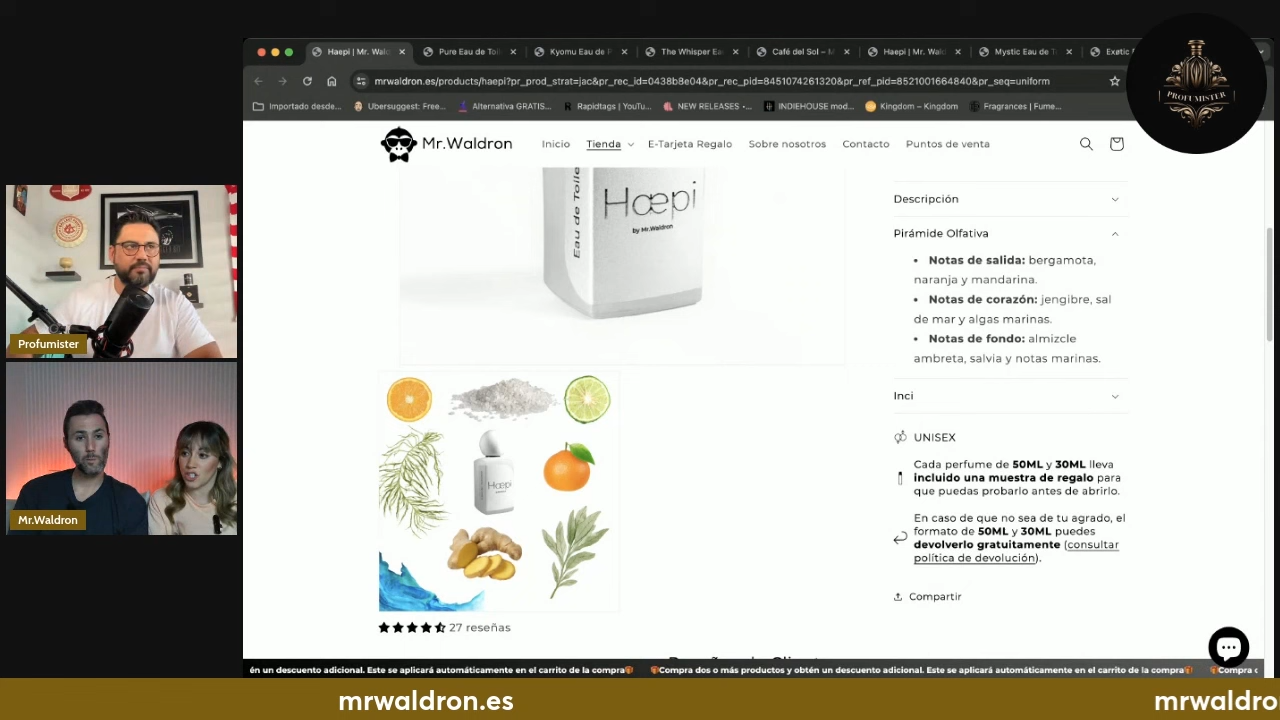 Haepi | Mr. Wal
Pure Eau de Toi
Kyomu Eau de P
The Whisper Ea
Café del Sol – M
Haepi | Mr. Wal
Mystic Eau de T
Exøtic
mrwaldron.es/products/haepi?pr_prod_strat=jac&pr_rec_id=0438b8e04&pr_rec_pid=8451074261320&pr_ref_pid=8521001664840&pr_seq=uniform
Importado desde...
Ubersuggest: Free...
Alternativa GRATIS...
Rapidtags | YouTu...
NEW RELEASES •...
INDIEHOUSE mod...
Kingdom – Kingdom
Fragrances | Fume...
PROFUMISTER
Mr.Waldron
Inicio
Tienda
E-Tarjeta Regalo
Sobre nosotros
Contacto
Puntos de venta
Eau de Toile
Hæpi
by Mr.Waldron
Descripción
Pirámide Olfativa
• Notas de salida: bergamota,
naranja y mandarina.
• Notas de corazón: jengibre, sal
de mar y algas marinas.
• Notas de fondo: almizcle
ambreta, salvia y notas marinas.
Inci
UNISEX
Cada perfume de 50ML y 30ML lleva
incluido una muestra de regalo para
que puedas probarlo antes de abrirlo.
En caso de que no sea de tu agrado, el
formato de 50ML y 30ML puedes
devolverlo gratuitamente (consultar
política de devolución).
Compartir
Hæpi
27 reseñas
Profumister
Mr.Waldron
én un descuento adicional. Este se aplicará automáticamente en el carrito de la compra🎁
🎁Compra dos o más productos y obtén un descuento adicional. Este se aplicará automáticamente en el carrito de la compra🎁
🎁Compra
mrwaldron.es
mrwaldro